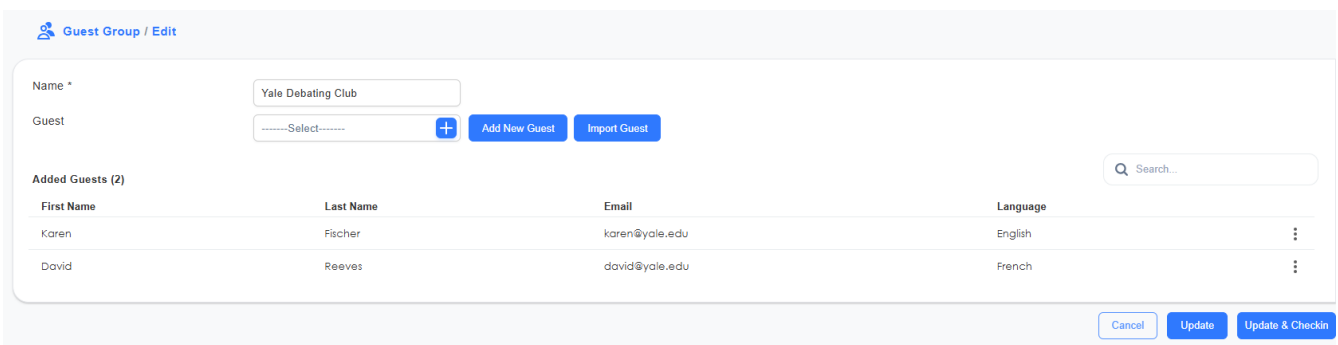 Guest Group / Edit
Name *
Yale Debating Club
Guest
-------Select-------
Add New Guest
Import Guest
Search...
Added Guests (2)
First Name Last Name Email Language
Karen Fischer karen@yale.edu English
David Reeves david@yale.edu French
Cancel Update Update & Checkin